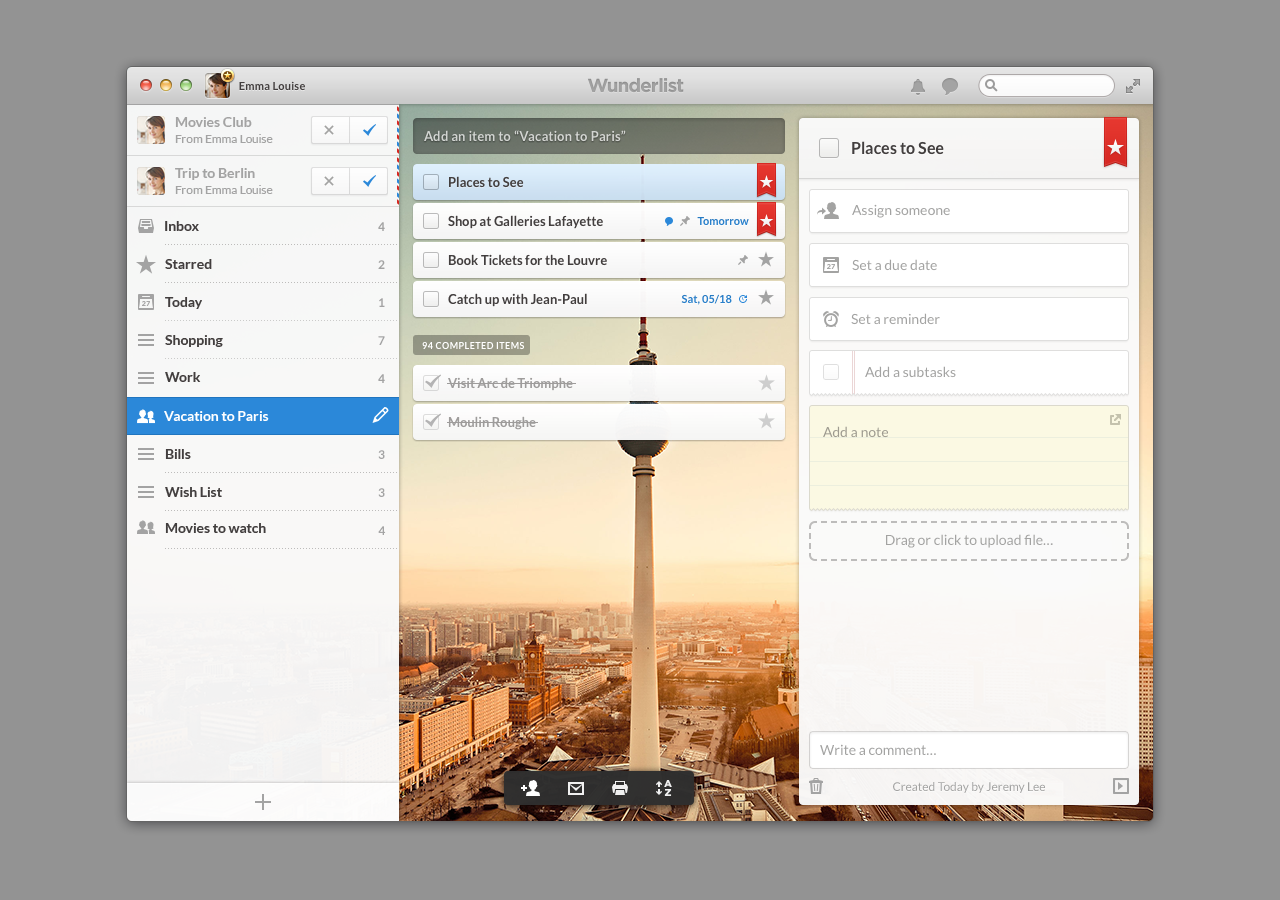 Emma Louise
Wunderlist
Movies Club
From Emma Louise
Trip to Berlin
From Emma Louise
Inbox 4
Starred 2
27 Today 1
Shopping 7
Work 4
Vacation to Paris
Bills 3
Wish List 3
Movies to watch 4
Add an item to “Vacation to Paris”
Places to See
Shop at Galleries Lafayette Tomorrow
Book Tickets for the Louvre
Catch up with Jean-Paul Sat, 05/18
94 COMPLETED ITEMS
Visit Arc de Triomphe
Moulin Roughe
A
Z
Places to See
Assign someone
27 Set a due date
Set a reminder
Add a subtasks
Add a note
Drag or click to upload file...
Write a comment...
Created Today by Jeremy Lee